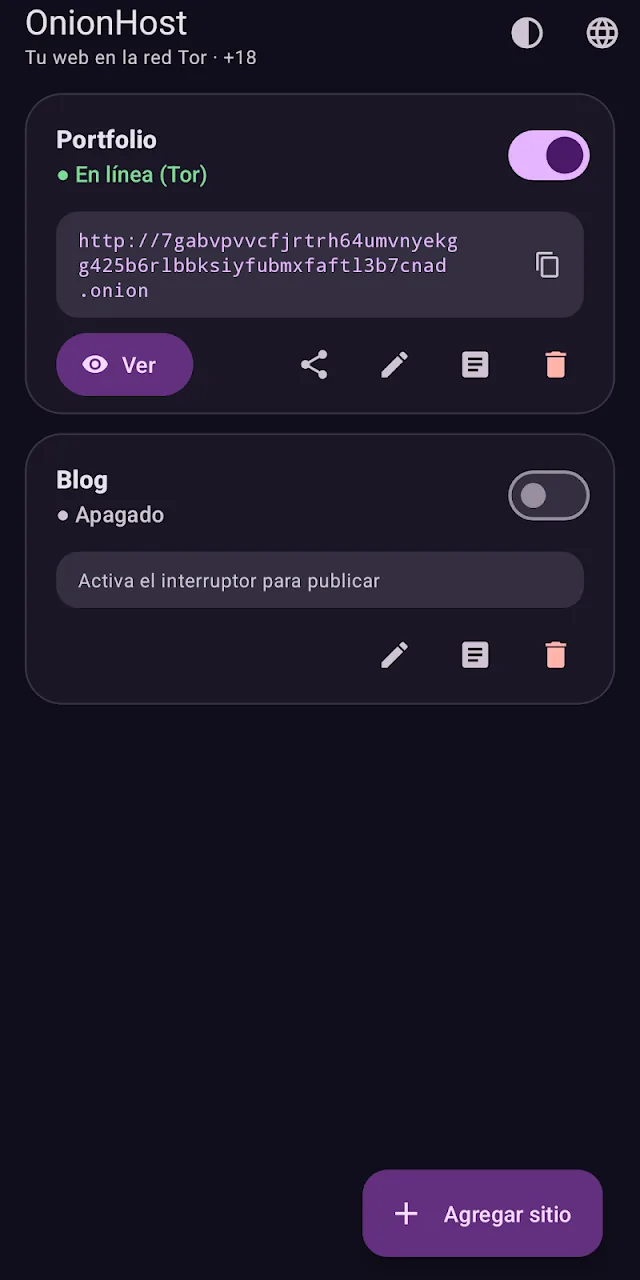 OnionHost
Tu web en la red Tor · +18
Portfolio
● En línea (Tor)
http://7gabvpvvcfjrtrh64umvnyekg
g425b6rlbbksiyfubmxfaftl3b7cnad
.onion
Ver
Blog
● Apagado
Activa el interruptor para publicar
Agregar sitio